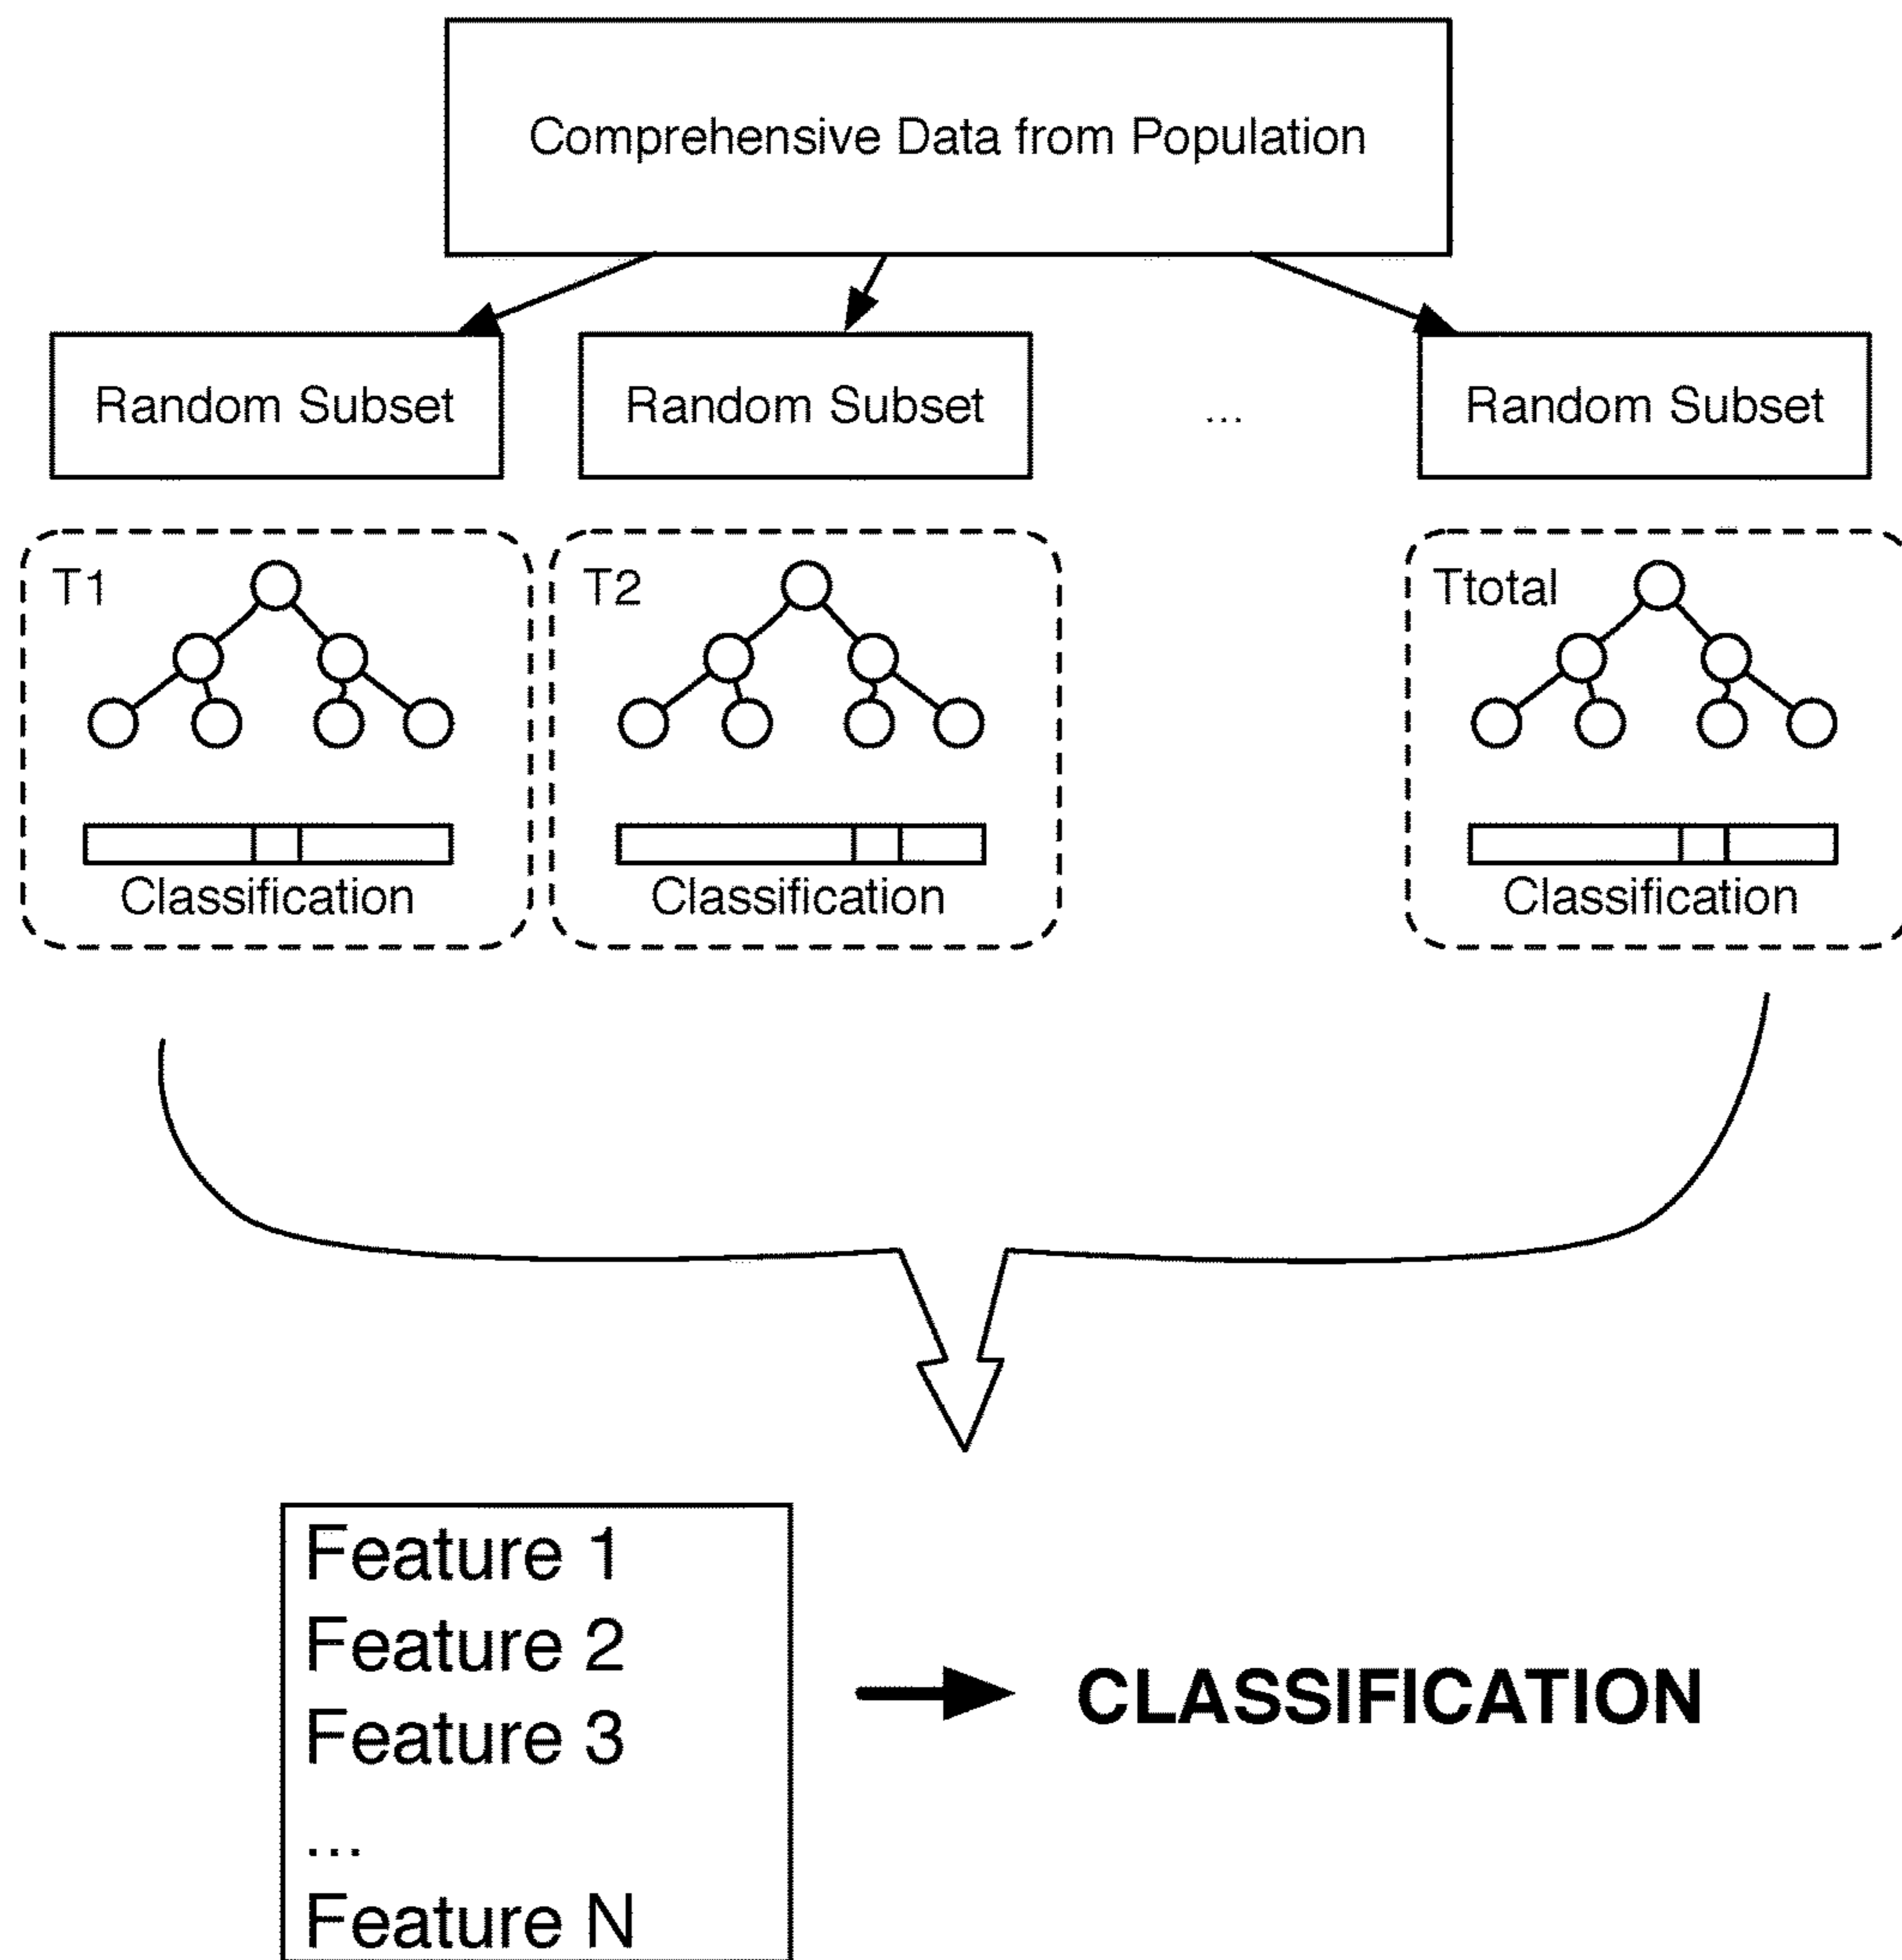 Comprehensive Data from Population
Random Subset
Random Subset
...
Random Subset
T1
Classification
T2
Classification
Ttotal
Classification
Feature 1
Feature 2
Feature 3
...
Feature N
CLASSIFICATION